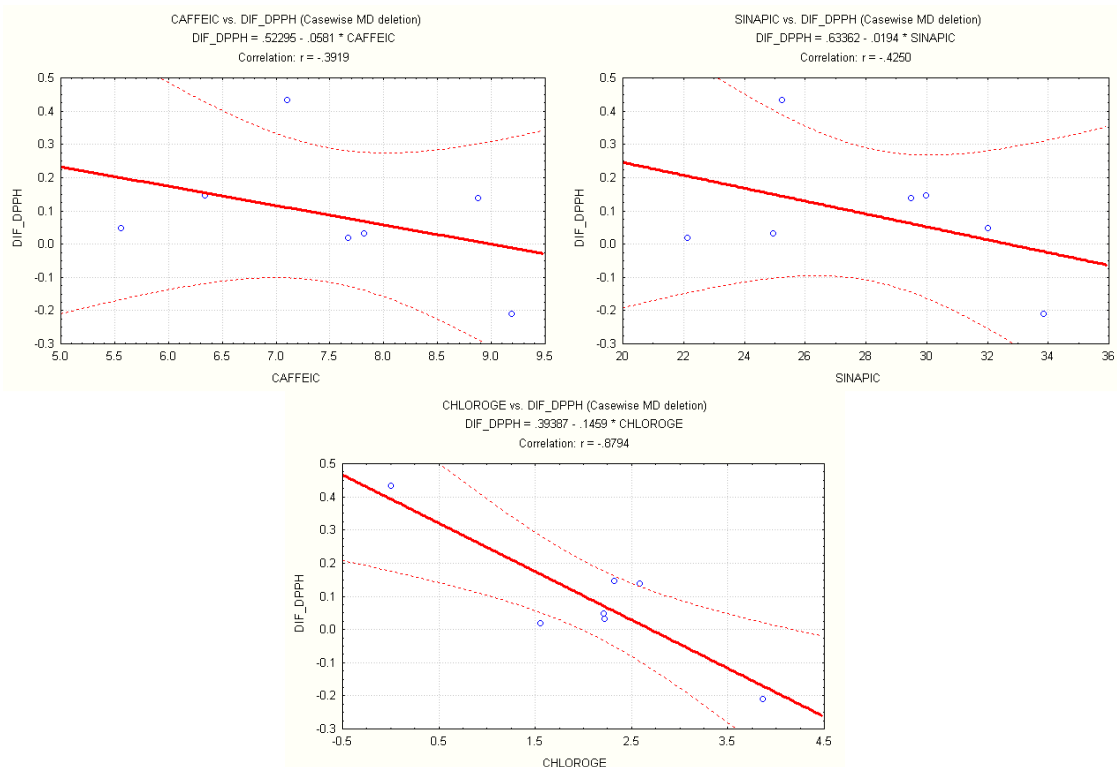 CAFFEIC vs. DIF_DPPH (Casewise MD deletion)
DIF_DPPH = .52295 - .0581 * CAFFEIC
Correlation: r = -.3919
0.5
0.4
0.3
0.2
0.1
0.0
-0.1
-0.2
-0.3
DIF_DPPH
5.0 5.5 6.0 6.5 7.0 7.5 8.0 8.5 9.0 9.5
CAFFEIC
SINAPIC vs. DIF_DPPH (Casewise MD deletion)
DIF_DPPH = .63362 - .0194 * SINAPIC
Correlation: r = -.4250
0.5
0.4
0.3
0.2
0.1
0.0
-0.1
-0.2
-0.3
DIF_DPPH
20 22 24 26 28 30 32 34 36
SINAPIC
CHLOROGE vs. DIF_DPPH (Casewise MD deletion)
DIF_DPPH = .39387 - .1459 * CHLOROGE
Correlation: r = -.8794
0.5
0.4
0.3
0.2
0.1
0.0
-0.1
-0.2
-0.3
DIF_DPPH
-0.5 0.5 1.5 2.5 3.5 4.5
CHLOROGE